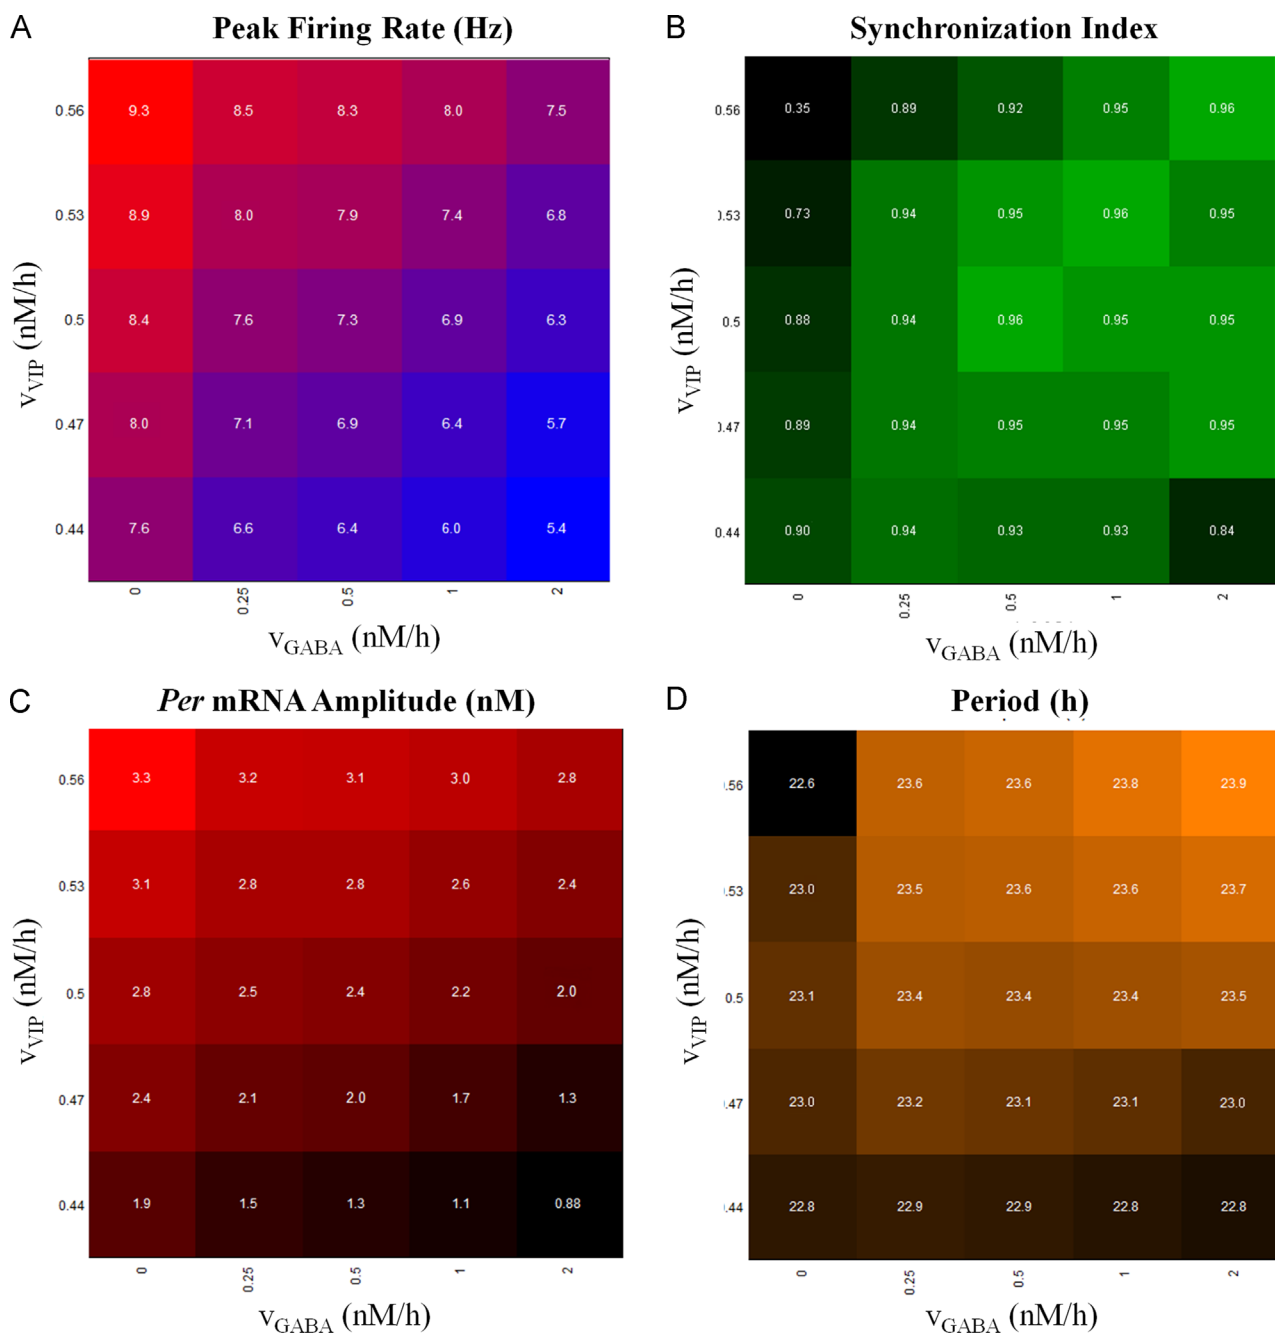 A Peak Firing Rate (Hz)
0.56 9.3 8.5 8.3 8.0 7.5
0.53 8.9 8.0 7.9 7.4 6.8
0.5 8.4 7.6 7.3 6.9 6.3
0.47 8.0 7.1 6.9 6.4 5.7
0.44 7.6 6.6 6.4 6.0 5.4
0 0.25 0.5 1 2
vVIP (nM/h)
vGABA (nM/h)
B Synchronization Index
0.56 0.35 0.89 0.92 0.95 0.96
0.53 0.73 0.94 0.95 0.96 0.95
0.5 0.88 0.94 0.96 0.95 0.95
0.47 0.89 0.94 0.95 0.95 0.95
0.44 0.90 0.94 0.93 0.93 0.84
0 0.25 0.5 1 2
vVIP (nM/h)
vGABA (nM/h)
C Per mRNA Amplitude (nM)
0.56 3.3 3.2 3.1 3.0 2.8
0.53 3.1 2.8 2.8 2.6 2.4
0.5 2.8 2.5 2.4 2.2 2.0
0.47 2.4 2.1 2.0 1.7 1.3
0.44 1.9 1.5 1.3 1.1 0.88
0 0.25 0.5 1 2
vVIP (nM/h)
vGABA (nM/h)
D Period (h)
.56 22.6 23.6 23.6 23.8 23.9
0.53 23.0 23.5 23.6 23.6 23.7
0.5 23.1 23.4 23.4 23.4 23.5
.47 23.0 23.2 23.1 23.1 23.0
0.44 22.8 22.9 22.9 22.8 22.8
0 0.25 0.5 1 2
vVIP (nM/h)
vGABA (nM/h)